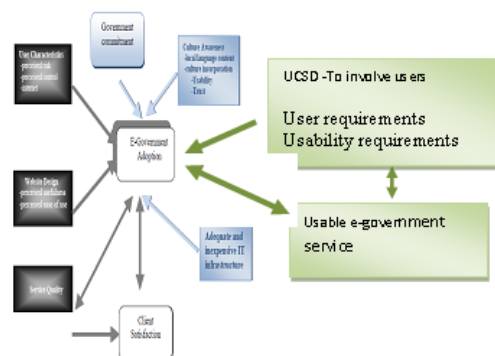 Government
commitment
User Characteristics
-perceived risk
-perceived control
-internet
Culture Awareness
-local language content
-culture incorporation
-Usability
-Trust
UCSD -To involve users
User requirements
Usability requirements
E-Government
Adoption
Website Design
-perceived usefulness
-perceived ease of use
Usable e-government
service
Adequate and
inexpensive IT
infrastructure
Service Quality
Client
Satisfaction